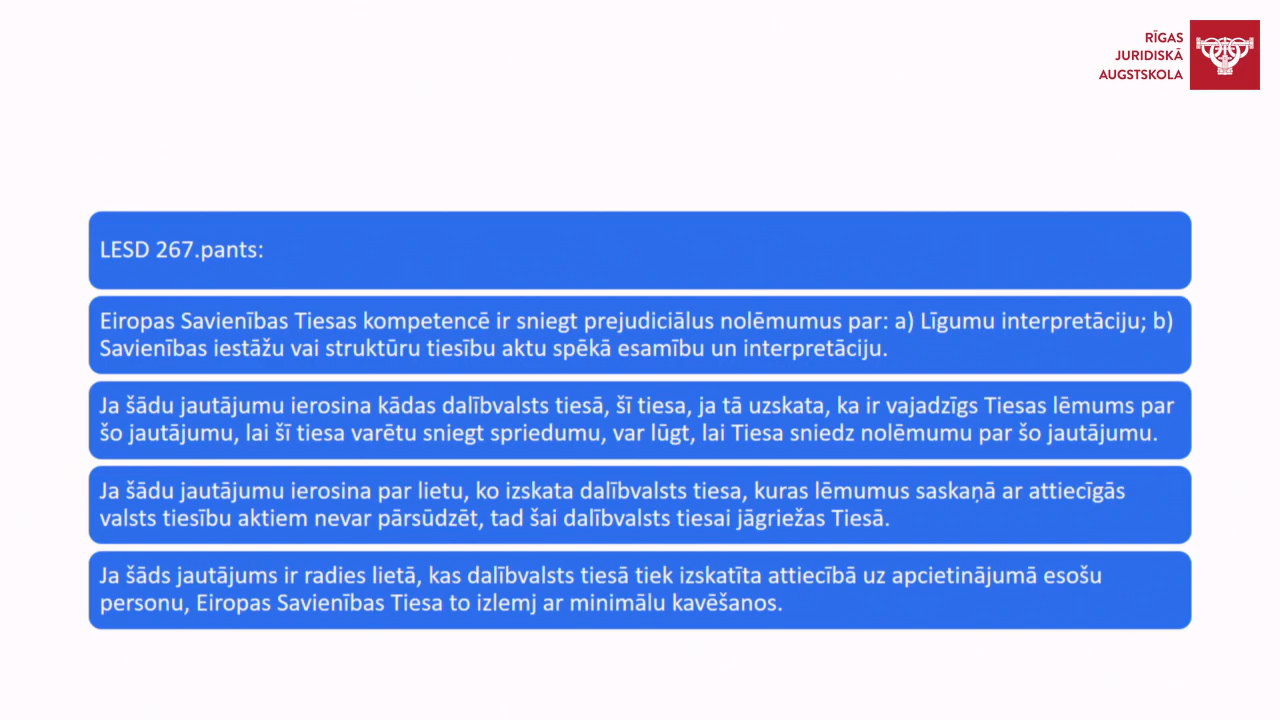 RĪGAS
JURIDISKĀ
AUGSTSKOLA
LESD 267.pants:
Eiropas Savienības Tiesas kompetencē ir sniegt prejudiciālus nolēmumus par: a) Līgumu interpretāciju; b)
Savienības iestāžu vai struktūru tiesību aktu spēkā esamību un interpretāciju.
Ja šādu jautājumu ierosina kādas dalībvalsts tiesā, šī tiesa, ja tā uzskata, ka ir vajadzīgs Tiesas lēmums par
šo jautājumu, lai šī tiesa varētu sniegt spriedumu, var lūgt, lai Tiesa sniedz nolēmumu par šo jautājumu.
Ja šādu jautājumu ierosina par lietu, ko izskata dalībvalsts tiesa, kuras lēmumus saskaņā ar attiecīgās
valsts tiesību aktiem nevar pārsūdzēt, tad šai dalībvalsts tiesai jāgriežas Tiesā.
Ja šāds jautājums ir radies lietā, kas dalībvalsts tiesā tiek izskatīta attiecībā uz apcietinājumā esošu
personu, Eiropas Savienības Tiesa to izlemj ar minimālu kavēšanos.